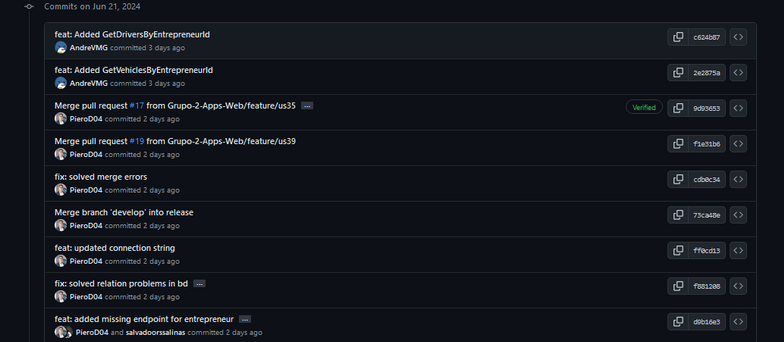 Commits on Jun 21, 2024
feat: Added GetDriversByEntrepreneurId
AndreVMG committed 3 days ago
c624b87
feat: Added GetVehiclesByEntrepreneurId
AndreVMG committed 3 days ago
2e2875a
Merge pull request #17 from Grupo-2-Apps-Web/feature/us35 ...
PieroD04 committed 2 days ago
Verified
9d93653
Merge pull request #19 from Grupo-2-Apps-Web/feature/us39
PieroD04 committed 2 days ago
f1e31b6
fix: solved merge errors
PieroD04 committed 2 days ago
cdb0c34
Merge branch 'develop' into release
PieroD04 committed 2 days ago
73ca48e
feat: updated connection string
PieroD04 committed 2 days ago
ff0cd13
fix: solved relation problems in bd ...
PieroD04 committed 2 days ago
f881208
feat: added missing endpoint for entrepreneur ...
PieroD04 and salvadoorssalinas committed 2 days ago
d9b16e3